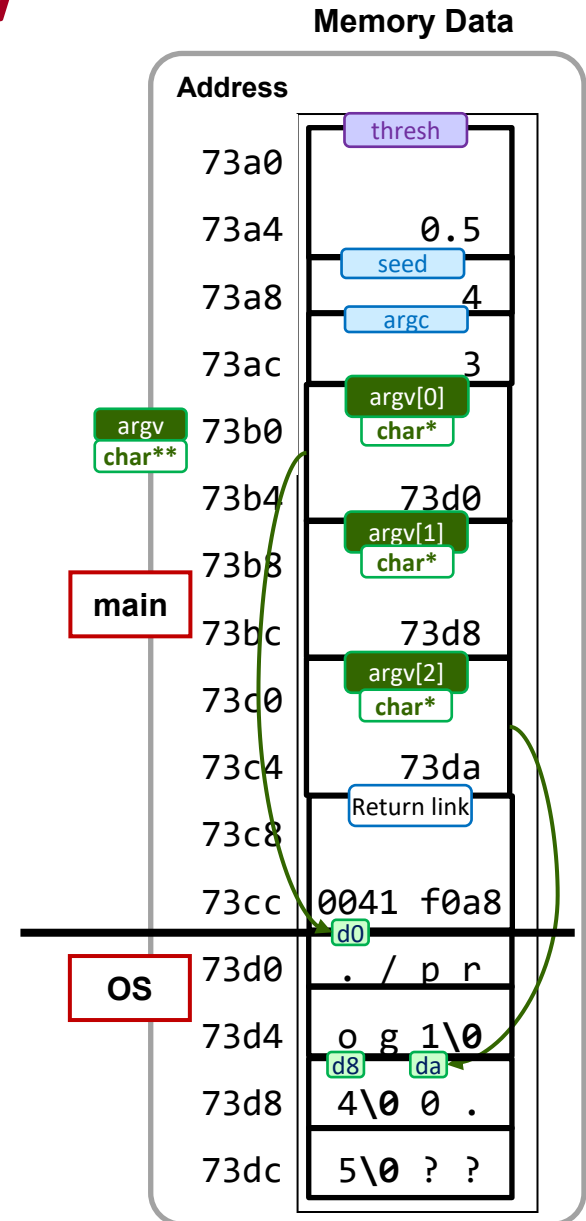 Memory Data
Address
thresh
73a0
73a4 0.5
seed
73a8 4
argc
73ac 3
argv[0]
argv 73b0 char*
char**
73b4 73d0
argv[1]
73b8 char*
main
73bc 73d8
argv[2]
73c0 char*
73c4 73da
Return link
73c8
73cc 0041 f0a8
d0
OS 73d0 . / p r
73d4 o g 1\0
d8 da
73d8 4\0 0 .
73dc 5\0 ? ?